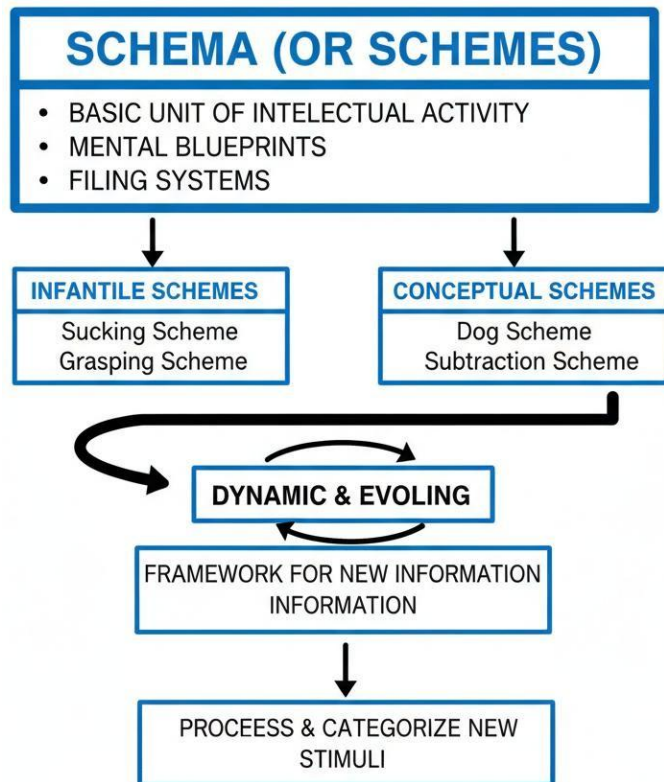 SCHEMA (OR SCHEMES)
• BASIC UNIT OF INTELECTUAL ACTIVITY
• MENTAL BLUEPRINTS
• FILING SYSTEMS
INFANTILE SCHEMES
Sucking Scheme
Grasping Scheme
CONCEPTUAL SCHEMES
Dog Scheme
Subtraction Scheme
DYNAMIC & EVOLING
FRAMEWORK FOR NEW INFORMATION
INFORMATION
PROCEESS & CATEGORIZE NEW
STIMULI